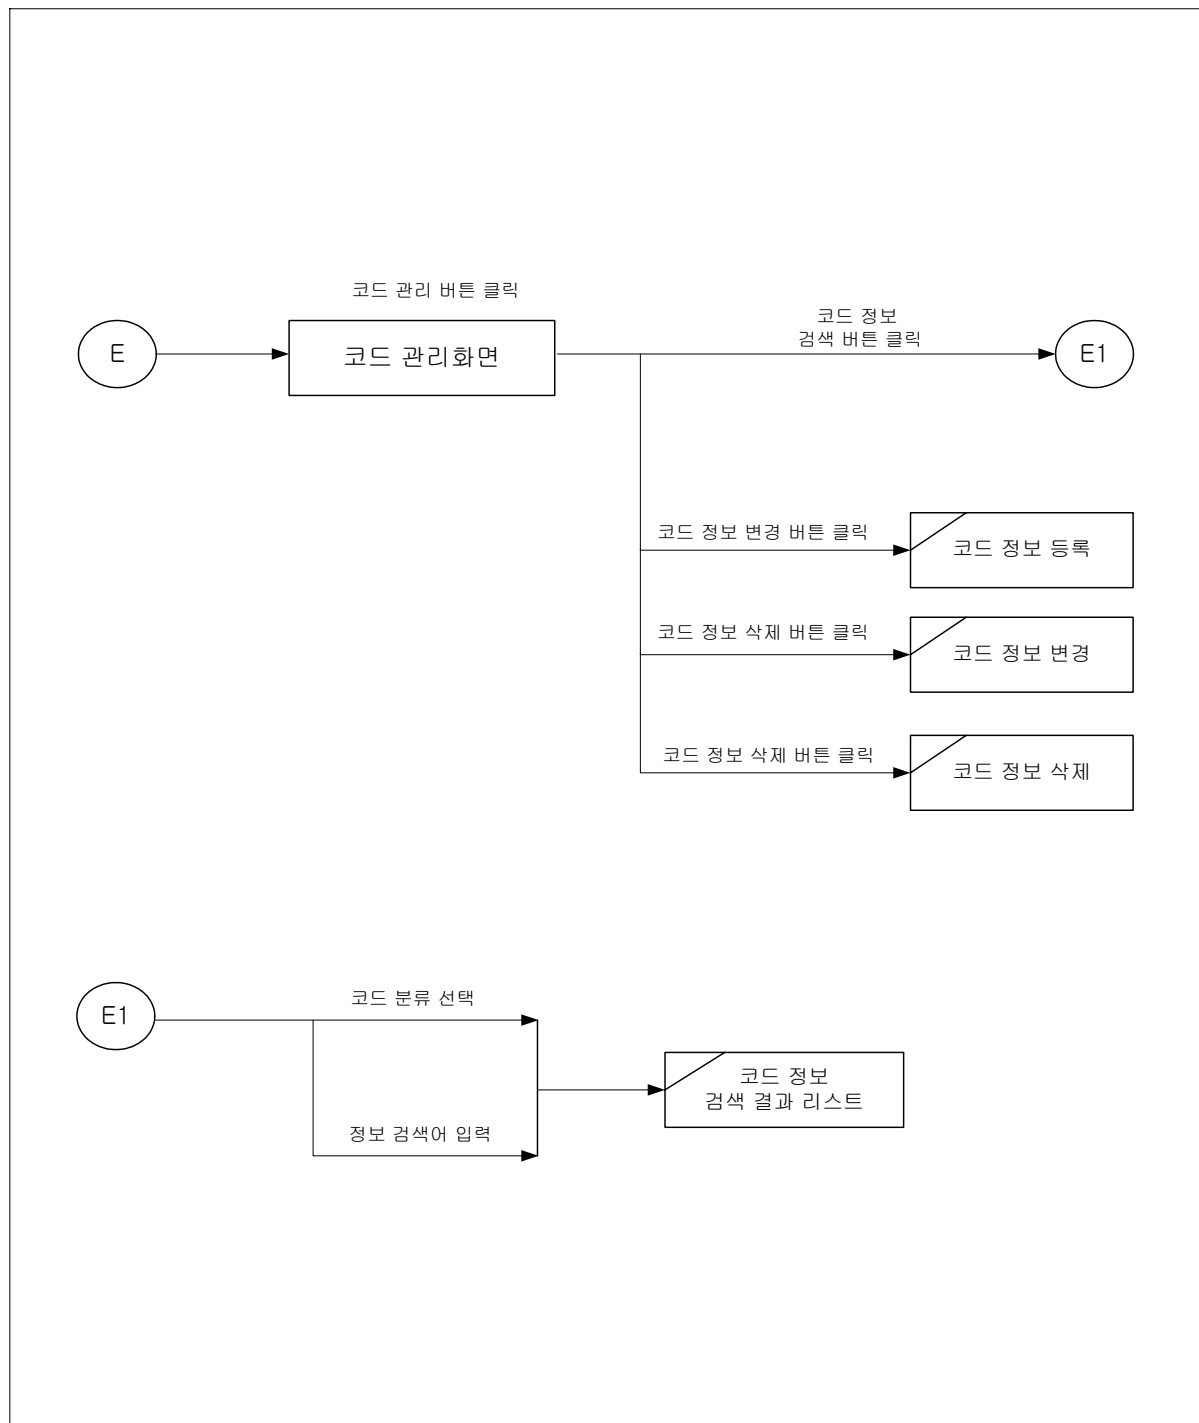 코드 관리 버튼 클릭
코드 정보
검색 버튼 클릭
E
코드 관리화면
E1
코드 정보 변경 버튼 클릭
코드 정보 등록
코드 정보 삭제 버튼 클릭
코드 정보 변경
코드 정보 삭제 버튼 클릭
코드 정보 삭제
E1
코드 분류 선택
코드 정보
검색 결과 리스트
정보 검색어 입력